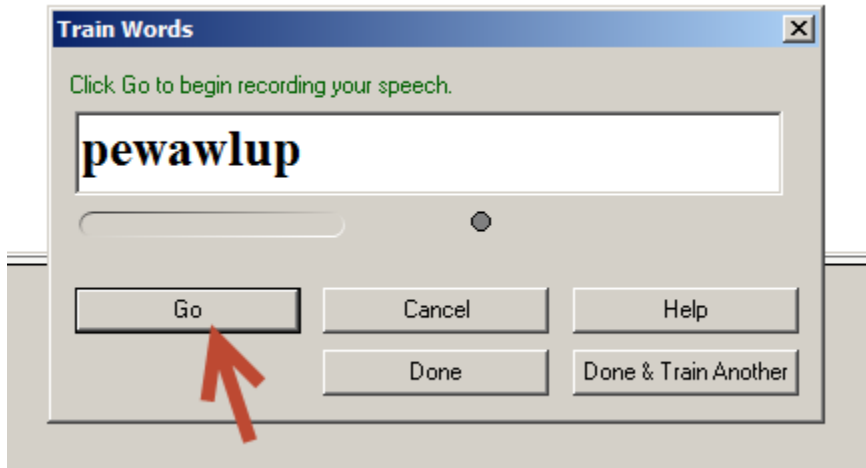 Train Words
Click Go to begin recording your speech.
pewawlup
Go Cancel Help
Done Done & Train Another